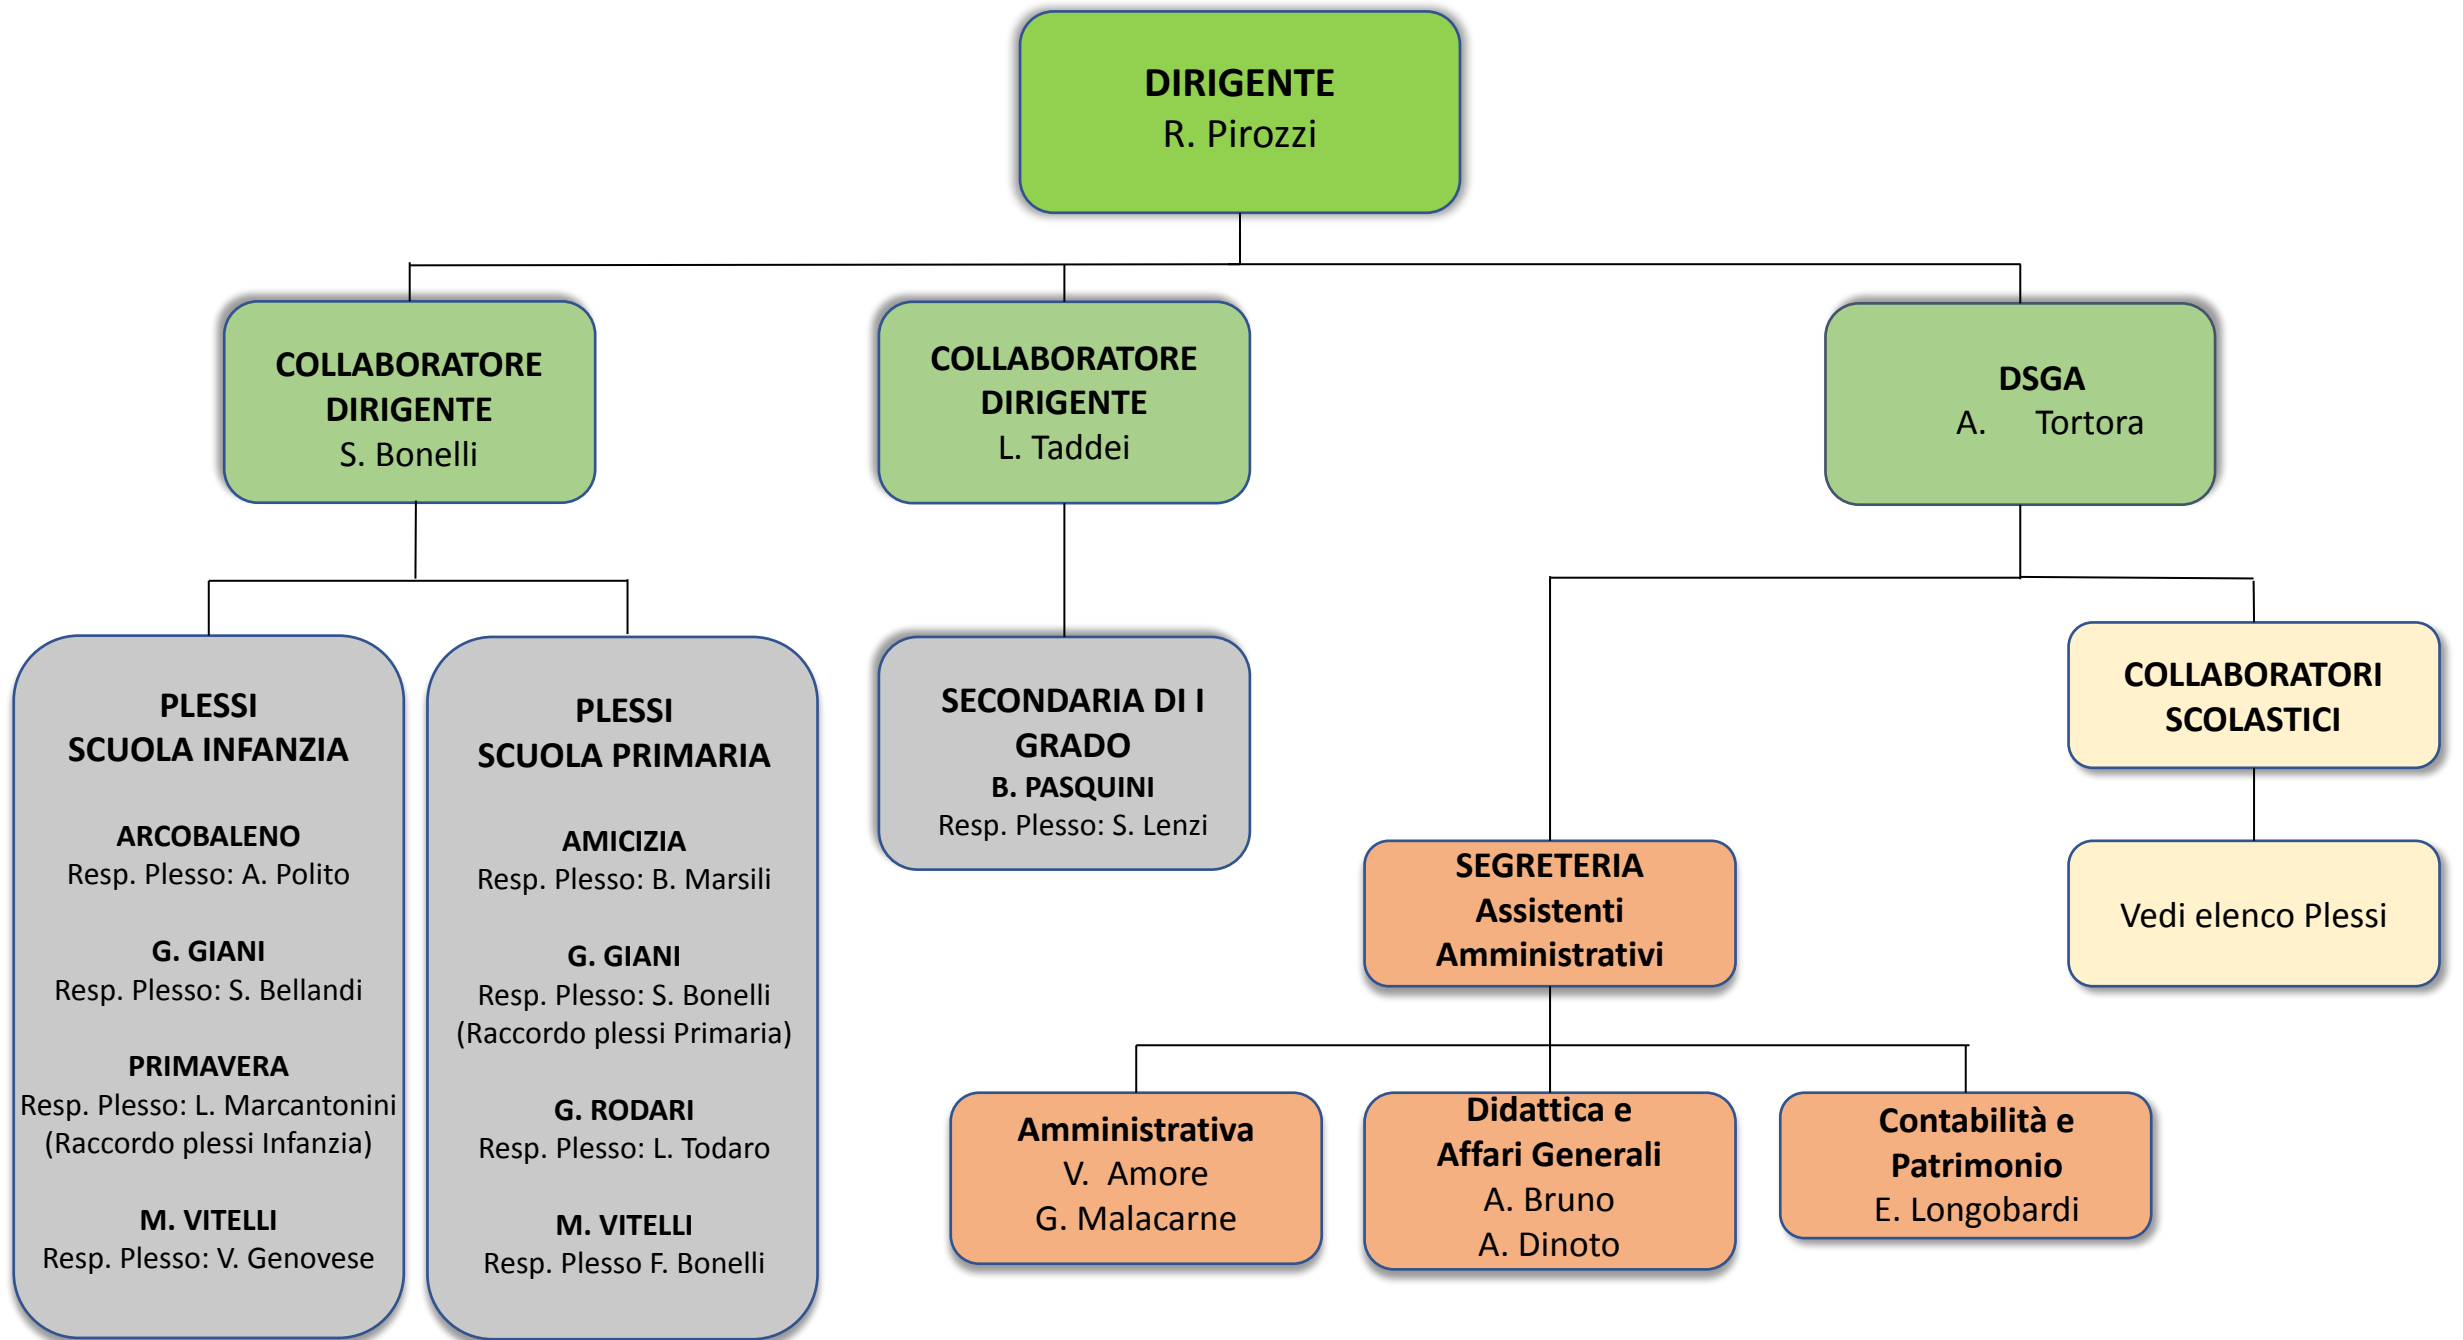 DIRIGENTE
R. Pirozzi
COLLABORATORE
DIRIGENTE
S. Bonelli
COLLABORATORE
DIRIGENTE
L. Taddei
DSGA
A. Tortora
PLESSI
SCUOLA INFANZIA
ARCOBALENO
Resp. Plesso: A. Polito
G. GIANI
Resp. Plesso: S. Bellandi
PRIMAVERA
Resp. Plesso: L. Marcantonini
(Raccordo plessi Infanzia)
M. VITELLI
Resp. Plesso: V. Genovese
PLESSI
SCUOLA PRIMARIA
AMICIZIA
Resp. Plesso: B. Marsili
G. GIANI
Resp. Plesso: S. Bonelli
(Raccordo plessi Primaria)
G. RODARI
Resp. Plesso: L. Todaro
M. VITELLI
Resp. Plesso F. Bonelli
SECONDARIA DI I
GRADO
B. PASQUINI
Resp. Plesso: S. Lenzi
COLLABORATORI
SCOLASTICI
Vedi elenco Plessi
SEGRETERIA
Assistenti
Amministrativi
Amministrativa
V. Amore
G. Malacarne
Didattica e
Affari Generali
A. Bruno
A. Dinoto
Contabilità e
Patrimonio
E. Longobardi